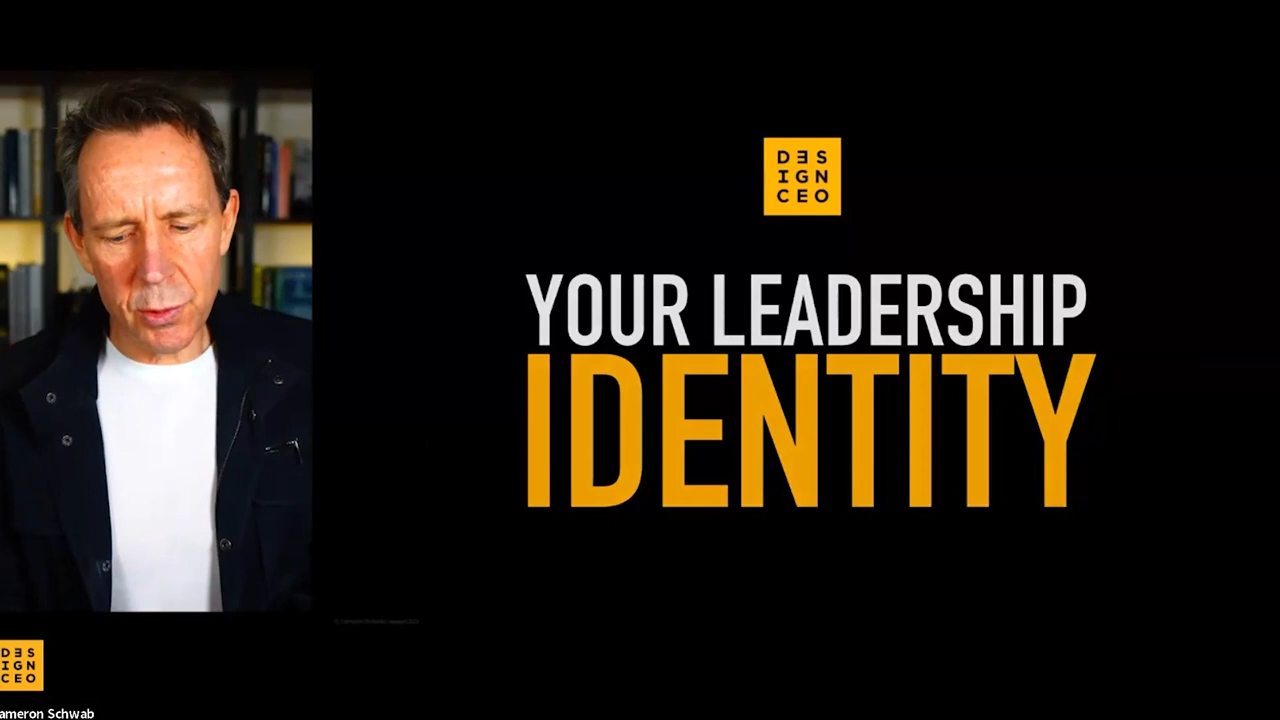 DƎS
IGN
CEO
YOUR LEADERSHIP
IDENTITY
DƎS
IGN
CEO
ameron Schwab